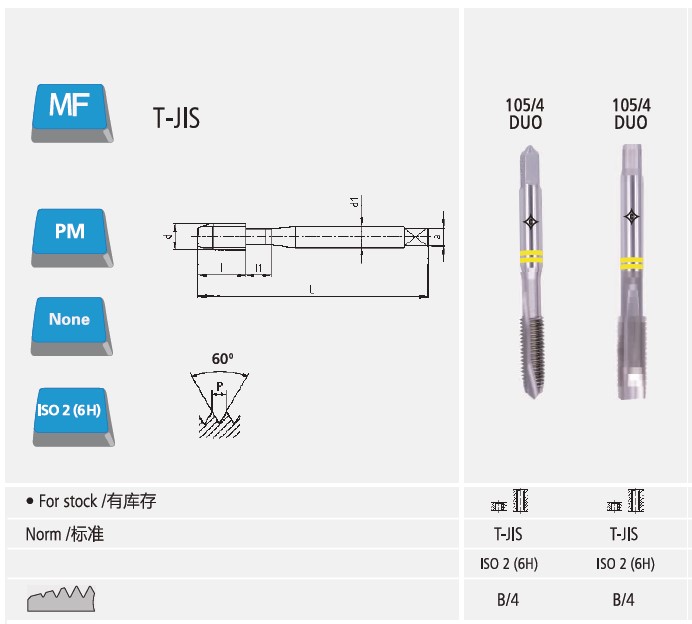 MF
T-JIS
105/4
DUO
105/4
DUO
PM
d
l
l1
d1
a
L
None
60°
P
ISO 2 (6H)
• For stock /有库存
Norm /标准
T-JIS
T-JIS
ISO 2 (6H)
ISO 2 (6H)
B/4
B/4